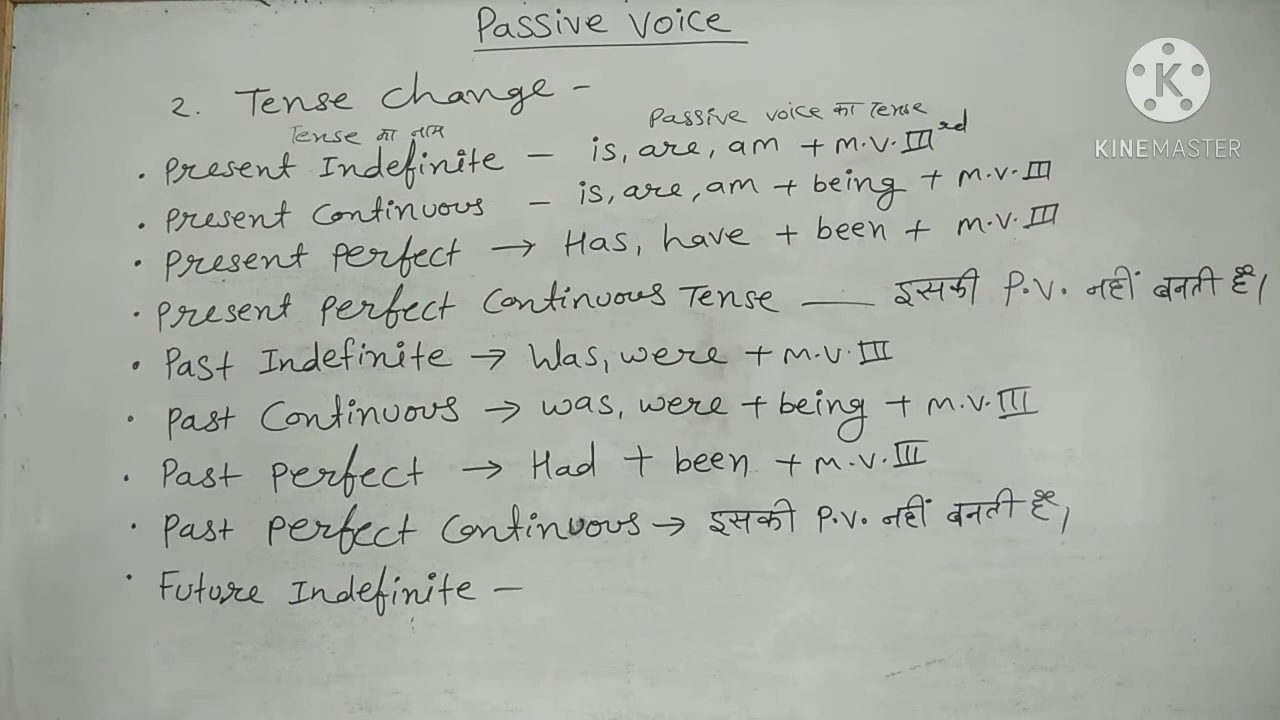 Passive Voice
2. Tense change -
Tense का नाम
Passive voice का Tense
• Present Indefinite - is, are, am + m.v. III rd
• Present Continuous - is, are, am + being + m.v. III
• Present perfect → Has, have + been + m.v. III
• Present perfect Continuous Tense — इसकी P.V. नहीं बनती है।
• Past Indefinite → Was, were + m.v. III
• Past Continuous → was, were + being + m.v. III
• Past perfect → Had + been + m.v. III
• Past perfect Continuous → इसकी P.V. नहीं बनती है।
• Future Indefinite -
K
KINEMASTER